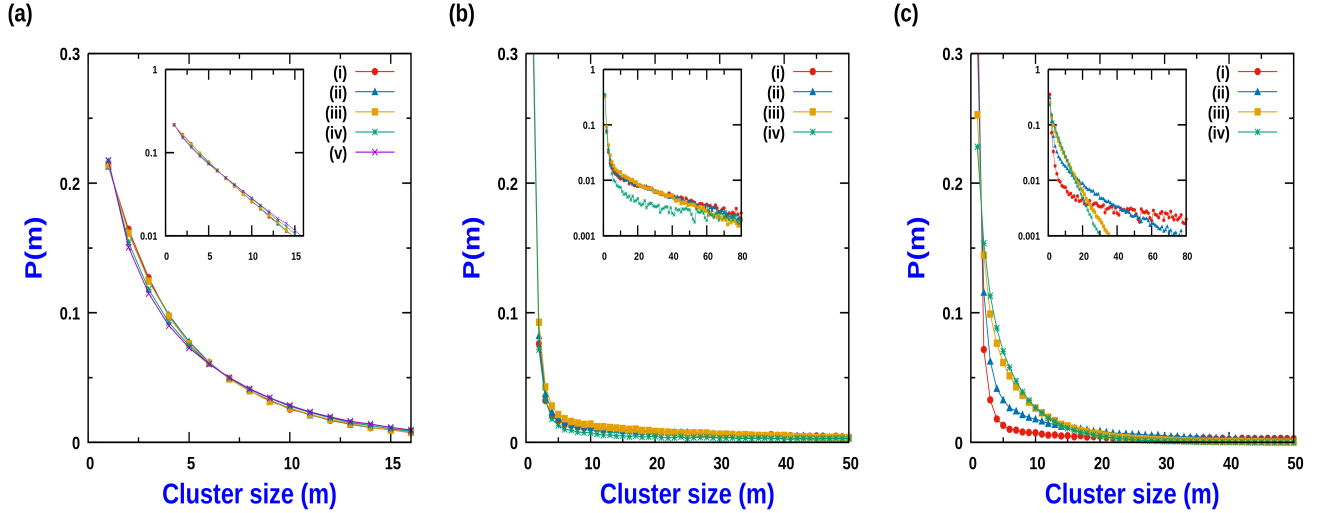 (a)
0.3
0.2
0.1
0
P(m)
0 5 10 15
Cluster size (m)
(i)
(ii)
(iii)
(iv)
(v)
1
0.1
0.01
0 5 10 15
(b)
0.3
0.2
0.1
0
P(m)
0 10 20 30 40 50
Cluster size (m)
(i)
(ii)
(iii)
(iv)
1
0.1
0.01
0.001
0 20 40 60 80
(c)
0.3
0.2
0.1
0
P(m)
0 10 20 30 40 50
Cluster size (m)
(i)
(ii)
(iii)
(iv)
1
0.1
0.01
0.001
0 20 40 60 80